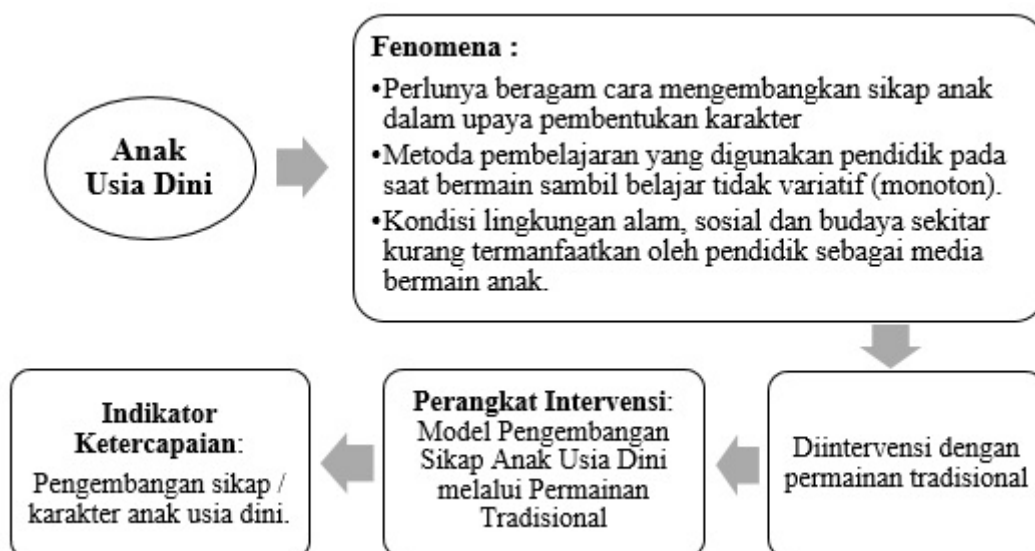 Anak
Usia Dini
Fenomena :
•Perlunya beragam cara mengembangkan sikap anak
dalam upaya pembentukan karakter
•Metoda pembelajaran yang digunakan pendidik pada
saat bermain sambil belajar tidak variatif (monoton).
•Kondisi lingkungan alam, sosial dan budaya sekitar
kurang termanfaatkan oleh pendidik sebagai media
bermain anak.
Diintervensi dengan
permainan tradisional
Perangkat Intervensi:
Model Pengembangan
Sikap Anak Usia Dini
melalui Permainan
Tradisional
Indikator
Ketercapaian:
Pengembangan sikap /
karakter anak usia dini.